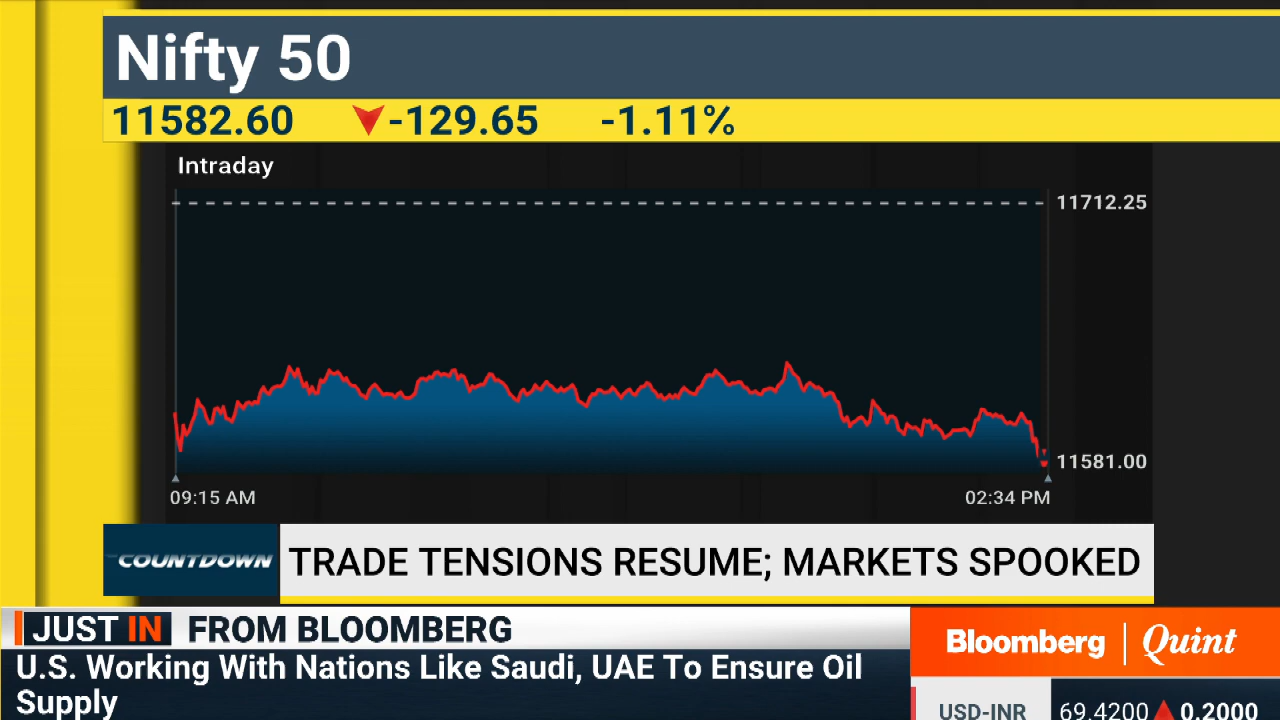 Nifty 50
11582.60 -129.65 -1.11%
Intraday
11712.25
11581.00
09:15 AM 02:34 PM
COUNTDOWN TRADE TENSIONS RESUME; MARKETS SPOOKED
JUST IN FROM BLOOMBERG
U.S. Working With Nations Like Saudi, UAE To Ensure Oil
Supply
Bloomberg | Quint
USD-INR 69.4200 0.2000